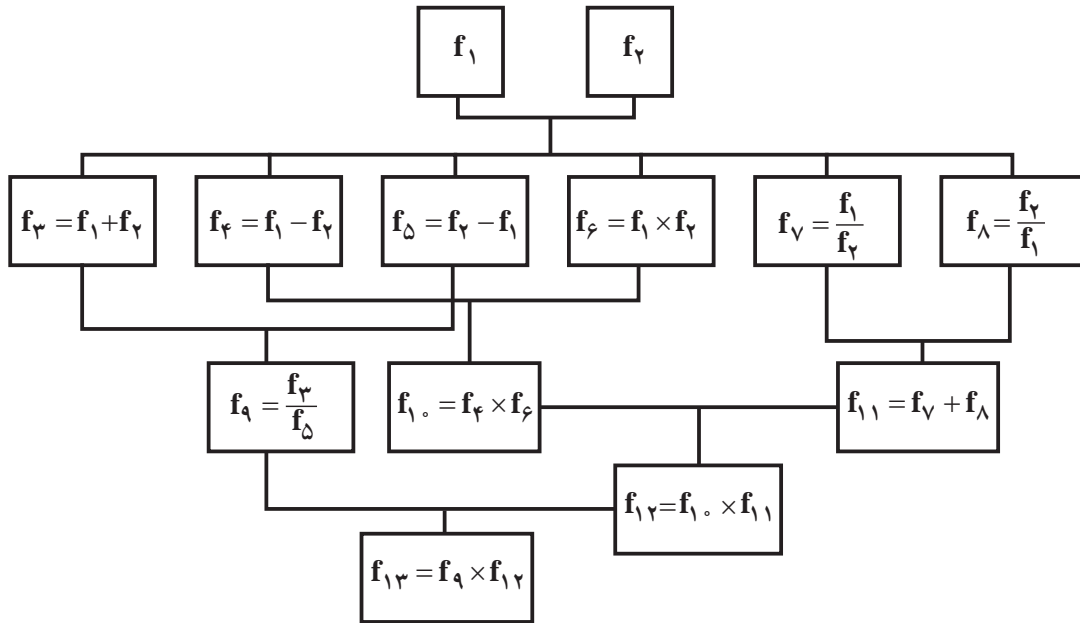 f۱
f۲
f۳ = f۱ + f۲
f۴ = f۱ − f۲
f۵ = f۲ − f۱
f۶ = f۱ × f۲
f۷ = f۱/f۲
f۸ = f۲/f۱
f۹ = f۳/f۵
f۱۰ = f۴ × f۶
f۱۱ = f۷ + f۸
f۱۲ = f۱۰ × f۱۱
f۱۳ = f۹ × f۱۲